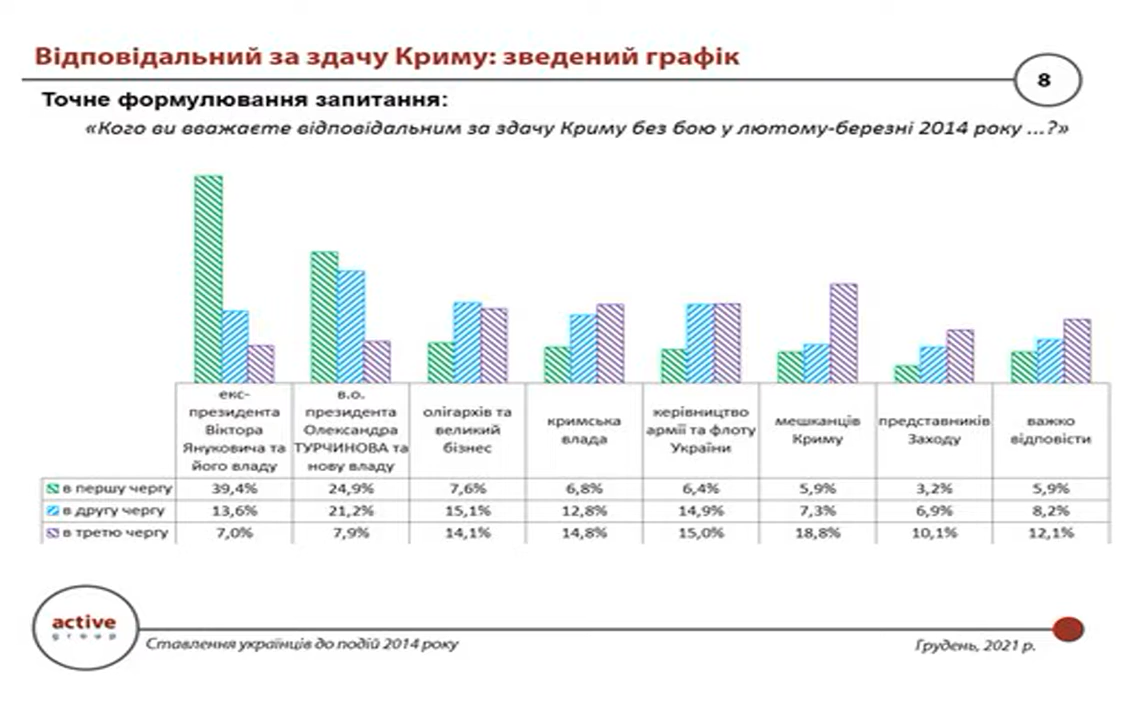 Відповідальний за здачу Криму: зведений графік
8
Точне формулювання запитання:
«Кого ви вважаєте відповідальним за здачу Криму без бою у лютому-березні 2014 року ...?»
екс-
президента
Віктора
Януковича та
його владу
в.о.
президента
Олександра
ТУРЧИНОВА та
нову владу
олігархів та
великий
бізнес
кримська
влада
керівництво
армії та флоту
України
мешканців
Криму
представників
Заходу
важко
відповісти
в першу чергу 39,4% 24,9% 7,6% 6,8% 6,4% 5,9% 3,2% 5,9%
в другу чергу 13,6% 21,2% 15,1% 12,8% 14,9% 7,3% 6,9% 8,2%
в третю чергу 7,0% 7,9% 14,1% 14,8% 15,0% 18,8% 10,1% 12,1%
active
group
Ставлення українців до подій 2014 року
Грудень, 2021 р.